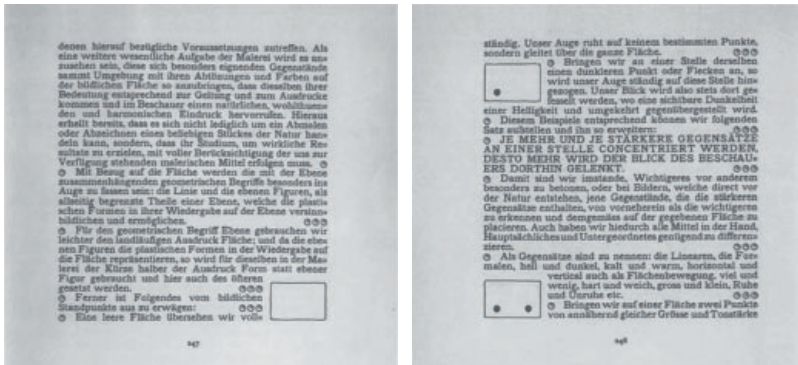 denen hierauf bezügliche Voraussetzungen zutreffen. Als
eine weitere wesentliche Aufgabe der Malerei wird es an-
zusehen sein, diese sich besonders eignenden Gegenstände
sammt Umgebung mit ihren Abtönungen und Farben auf
der bildlichen Fläche so anzubringen, dass dieselben ihrer
Bedeutung entsprechend zur Geltung und zum Ausdrucke
kommen und im Beschauer einen natürlichen, wohltuen-
den und harmonischen Eindruck hervorrufen. Hieraus
erhellt bereits, dass es sich nicht lediglich um ein Abmalen
oder Abzeichnen eines beliebigen Stückes der Natur han-
deln kann, sondern, dass ihr Studium, um wirkliche Re-
sultate zu erzielen, mit voller Berücksichtigung der uns zur
Verfügung stehenden malerischen Mittel erfolgen muss.
Mit Bezug auf die Fläche werden die mit der Ebene
zusammenhängenden geometrischen Begriffe besonders ins
Auge zu fassen sein: die Linie und die ebenen Figuren, als
allseitig begrenzte Theile einer Ebene, welche die plasti-
schen Formen in ihrer Wiedergabe auf der Ebene versinn-
bildlichen und ermöglichen.
Für den geometrischen Begriff Ebene gebrauchen wir
leichter den landläufigen Ausdruck Fläche; und da die ebe-
nen Figuren die plastischen Formen in der Wiedergabe auf
die Fläche repräsentieren, so wird für dieselben in der Ma-
lerei der Kürze halber der Ausdruck Form statt ebener
Figur gebraucht und hier auch des öfteren
gesetzt werden.
Ferner ist Folgendes vom bildlichen
Standpunkte aus zu erwägen:
Eine leere Fläche übersehen wir voll-
247
ständig. Unser Auge ruht auf keinem bestimmten Punkte,
sondern gleitet über die ganze Fläche.
Bringen wir an einer Stelle derselben
einen dunkleren Punkt oder Flecken an, so
wird unser Auge ständig auf diese Stelle hin-
gezogen. Unser Blick wird also stets dort ge-
fesselt werden, wo eine sichtbare Dunkelheit
einer Helligkeit und umgekehrt gegenübergestellt wird.
Diesem Beispiele entsprechend können wir folgenden
Satz aufstellen und ihn so erweitern:
JE MEHR UND JE STÄRKERE GEGENSÄTZE
AN EINER STELLE CONCENTRIERT WERDEN,
DESTO MEHR WIRD DER BLICK DES BESCHAU-
ERS DORTHIN GELENKT.
Damit sind wir imstande, Wichtigeres vor anderem
besonders zu betonen, oder bei Bildern, welche direct vor
der Natur entstehen, jene Gegenstände, die die stärkeren
Gegensätze enthalten, von vorneherein als die wichtigeren
zu erkennen und demgemäss auf der gegebenen Fläche zu
placieren. Auch haben wir hiedurch alle Mittel in der Hand,
Hauptsächliches und Untergeordnetes genügend zu differen-
zieren.
Als Gegensätze sind zu nennen: die Linearen, die For-
malen, hell und dunkel, kalt und warm, horizontal und
vertical auch als Flächenbewegung, viel und
wenig, hart und weich, gross und klein, Ruhe
und Unruhe etc.
Bringen wir auf einer Fläche zwei Punkte
von annähernd gleicher Grösse und Tonstärke
248